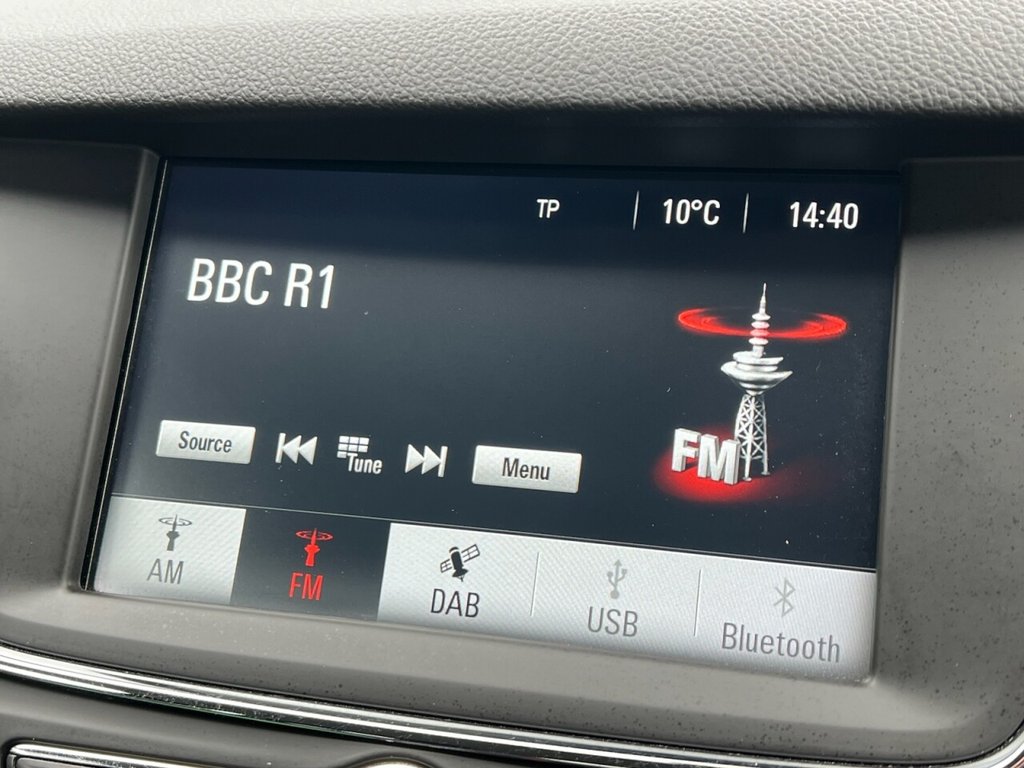 TP 10°C 14:40
BBC R1
FM
Source Tune Menu
AM FM DAB USB Bluetooth